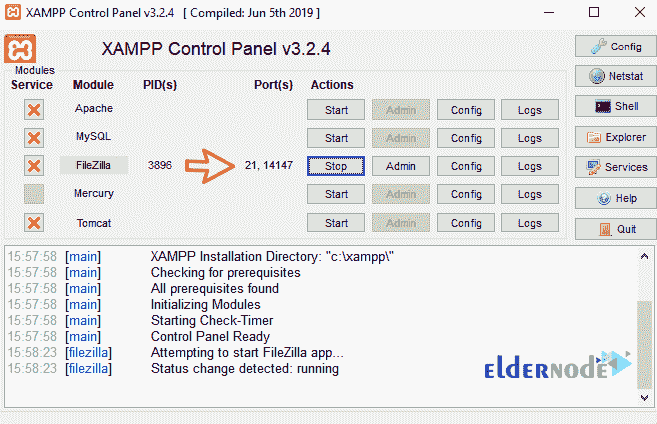 XAMPP Control Panel v3.2.4 [ Compiled: Jun 5th 2019 ]
XAMPP Control Panel v3.2.4
Config
Modules
Service Module PID(s) Port(s) Actions
Netstat
Apache Start Admin Config Logs
Shell
MySQL Start Admin Config Logs
Explorer
FileZilla 3896 21, 14147 Stop Admin Config Logs
Services
Mercury Start Admin Config Logs
Help
Tomcat Start Admin Config Logs
Quit
15:57:58 [main] XAMPP Installation Directory: "c:\xampp\"
15:57:58 [main] Checking for prerequisites
15:57:58 [main] All prerequisites found
15:57:58 [main] Initializing Modules
15:57:58 [main] Starting Check-Timer
15:57:58 [main] Control Panel Ready
15:58:23 [filezilla] Attempting to start FileZilla app...
15:58:23 [filezilla] Status change detected: running
ELDERNODE